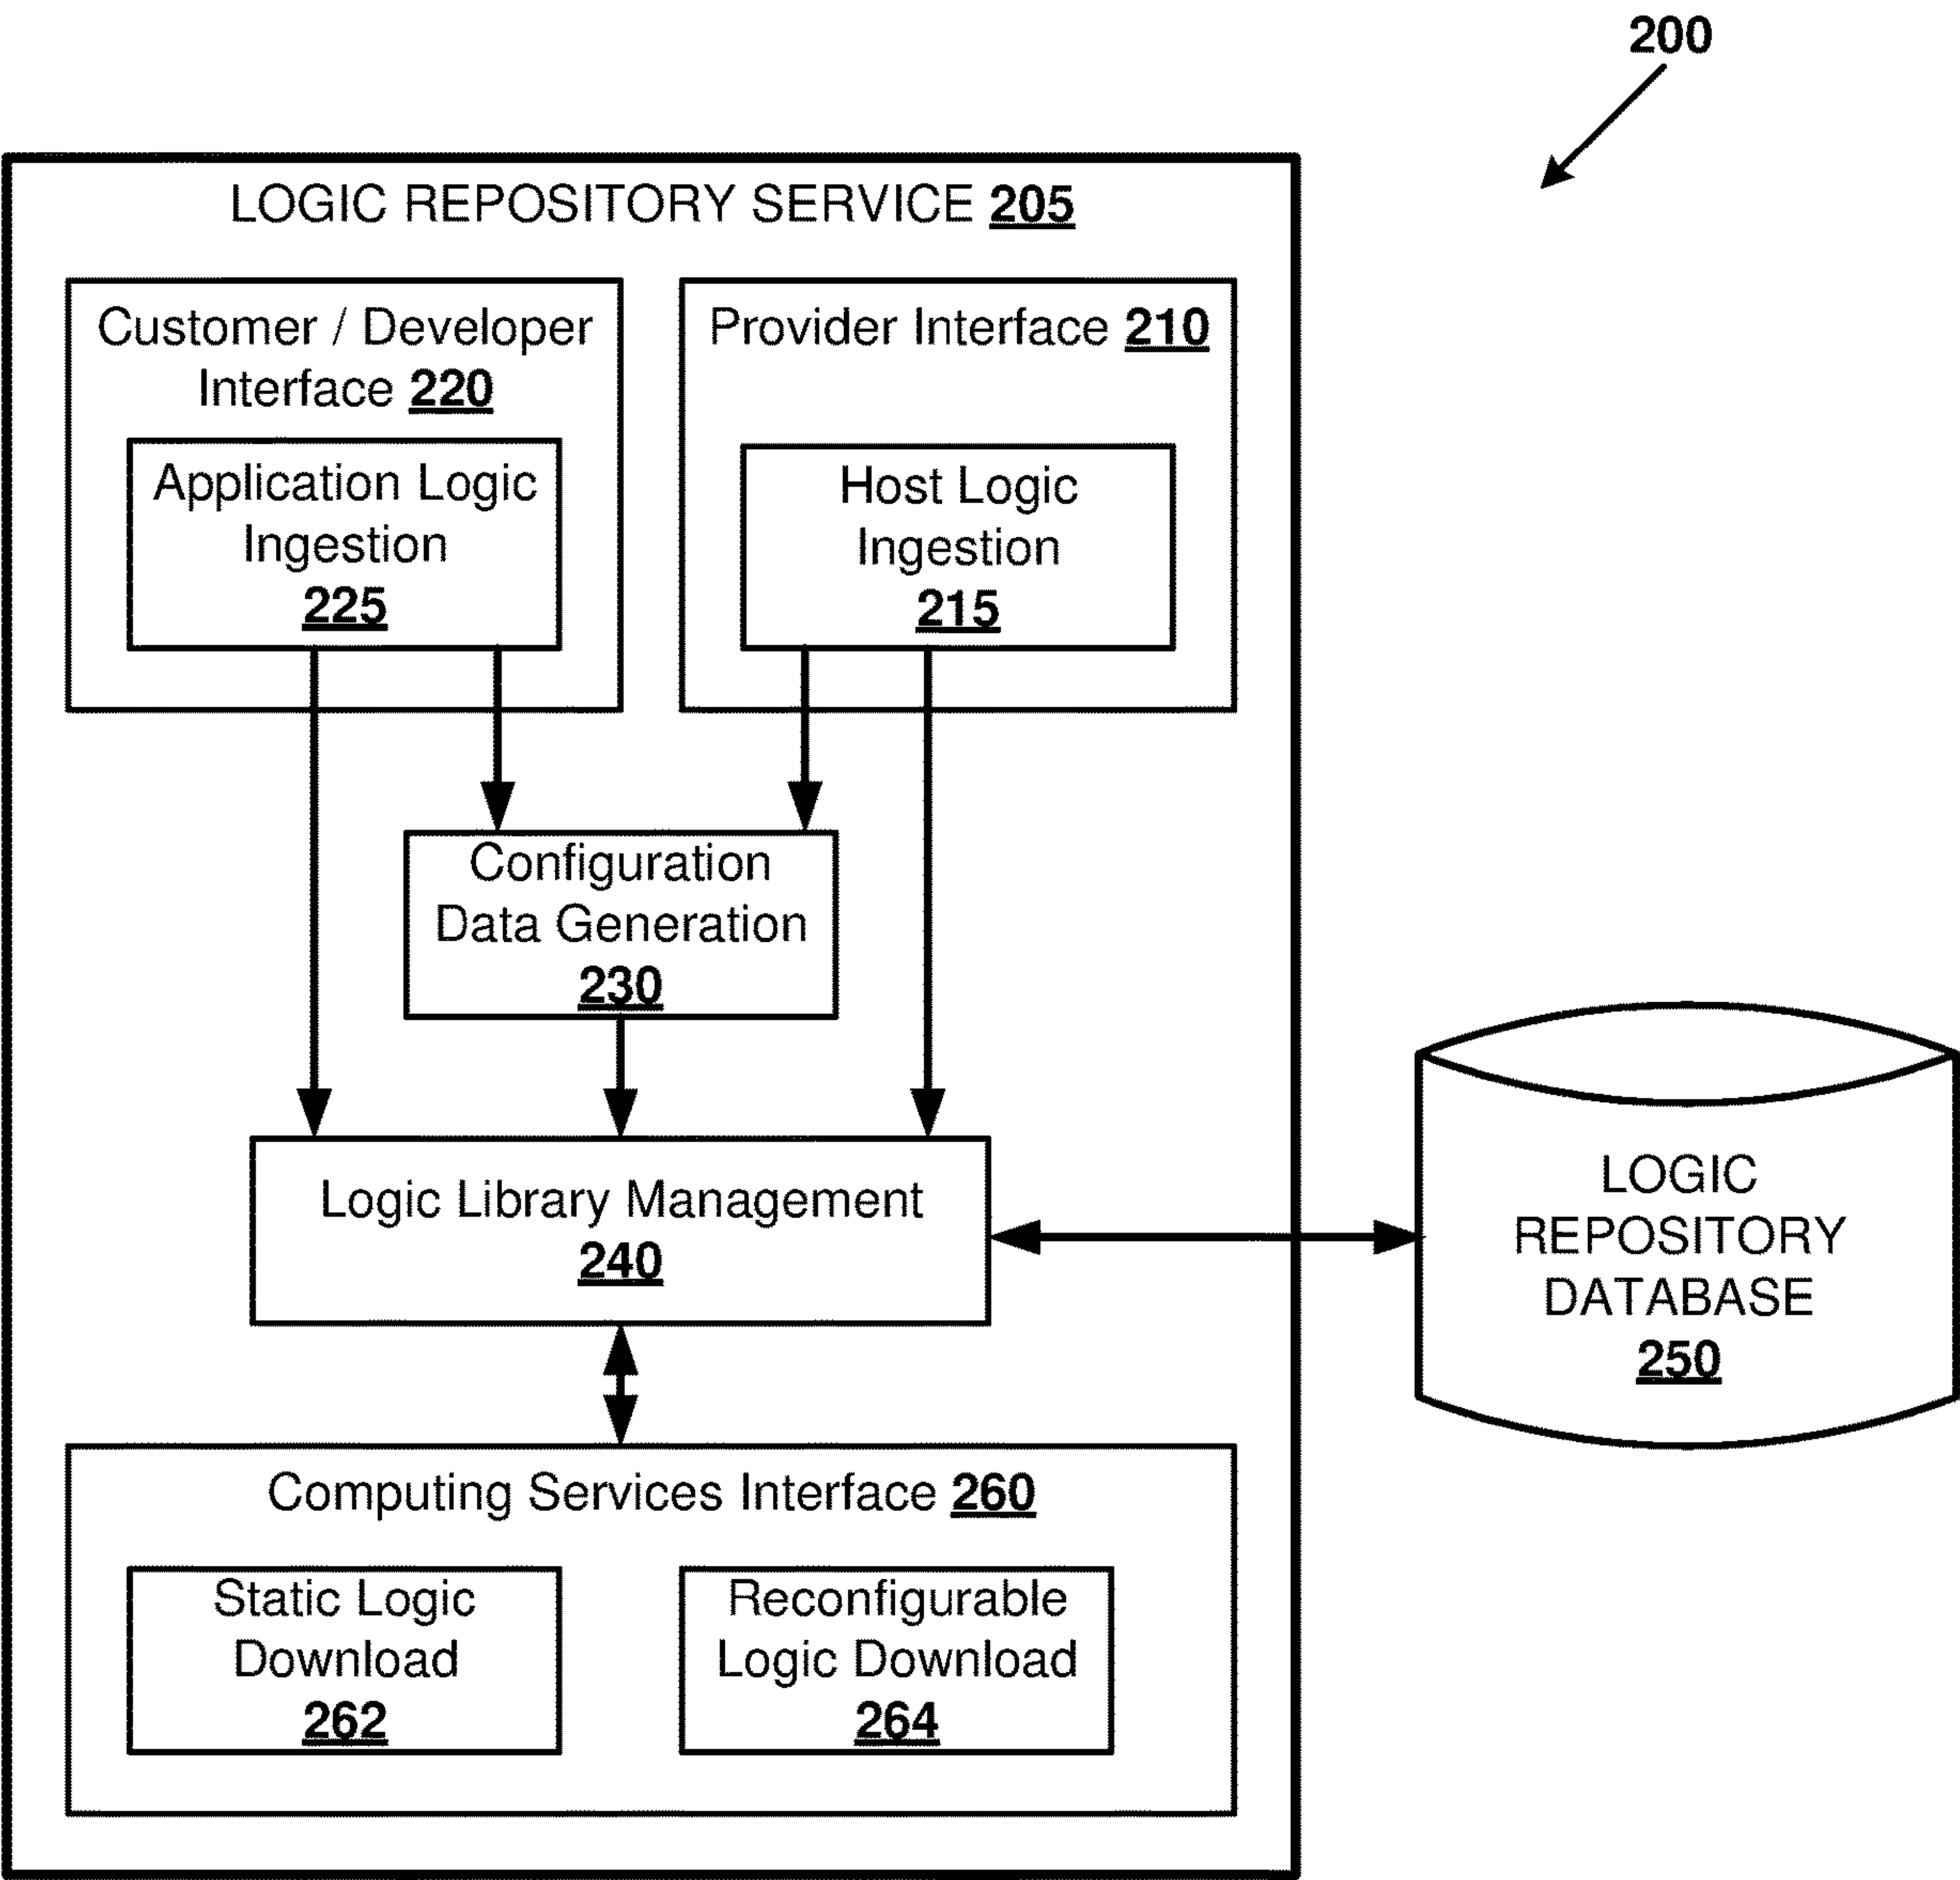 200
LOGIC REPOSITORY SERVICE 205
Customer / Developer
Interface 220
Application Logic
Ingestion
225
Provider Interface 210
Host Logic
Ingestion
215
Configuration
Data Generation
230
Logic Library Management
240
LOGIC
REPOSITORY
DATABASE
250
Computing Services Interface 260
Static Logic
Download
262
Reconfigurable
Logic Download
264